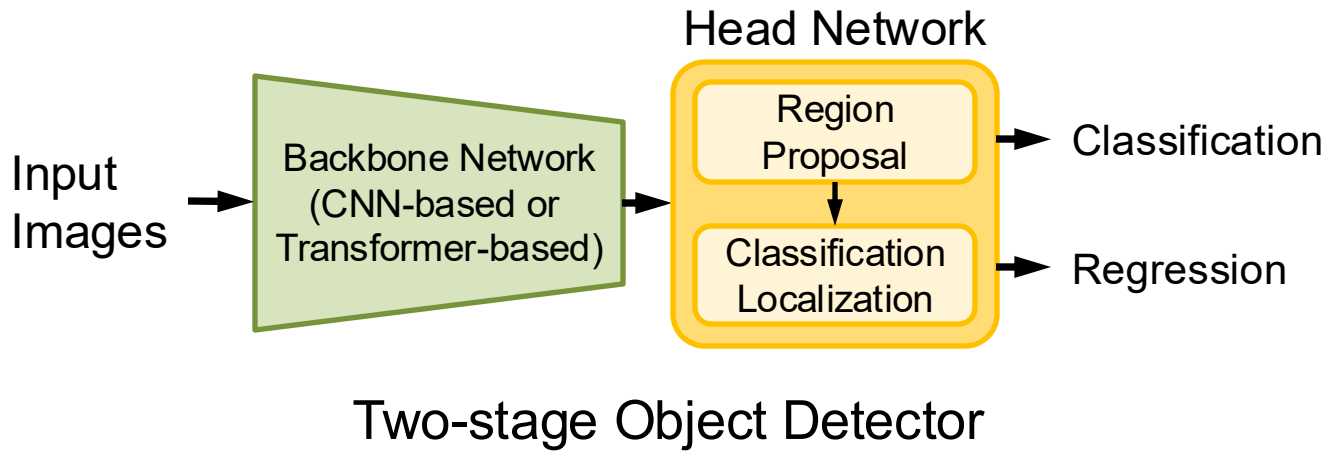 Head Network
Input
Images
Backbone Network
(CNN-based or
Transformer-based)
Region
Proposal
Classification
Localization
Classification
Regression
Two-stage Object Detector